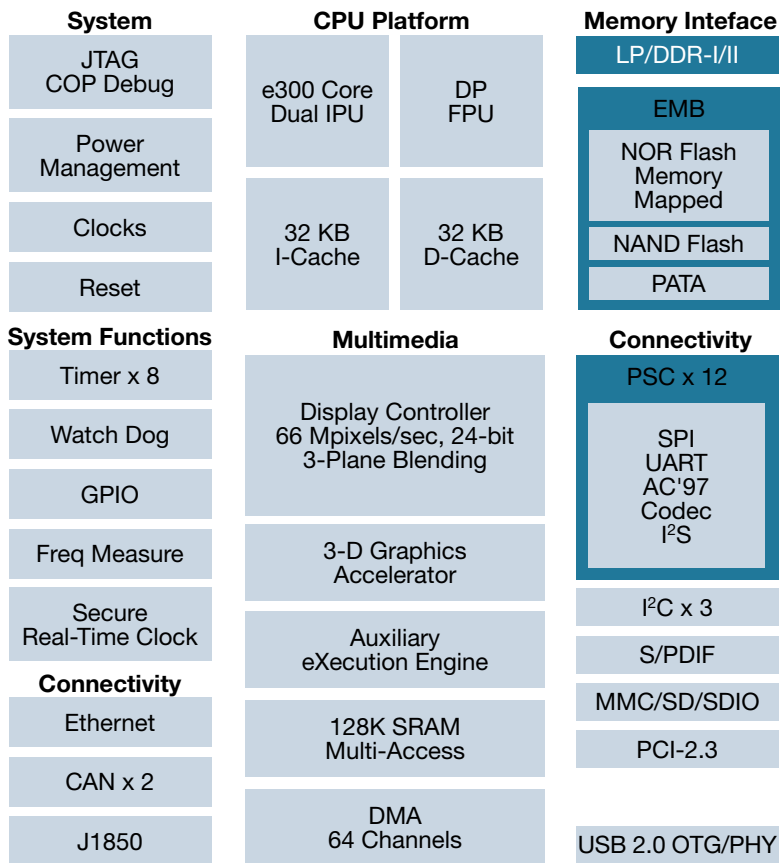 System
JTAG
COP Debug
Power
Management
Clocks
Reset
System Functions
Timer x 8
Watch Dog
GPIO
Freq Measure
Secure
Real-Time Clock
Connectivity
Ethernet
CAN x 2
J1850
CPU Platform
e300 Core
Dual IPU
DP
FPU
32 KB
I-Cache
32 KB
D-Cache
Multimedia
Display Controller
66 Mpixels/sec, 24-bit
3-Plane Blending
3-D Graphics
Accelerator
Auxiliary
eXecution Engine
128K SRAM
Multi-Access
DMA
64 Channels
Memory Inteface
LP/DDR-I/II
EMB
NOR Flash
Memory
Mapped
NAND Flash
PATA
Connectivity
PSC x 12
SPI
UART
AC'97
Codec
I²S
I²C x 3
S/PDIF
MMC/SD/SDIO
PCI-2.3
USB 2.0 OTG/PHY